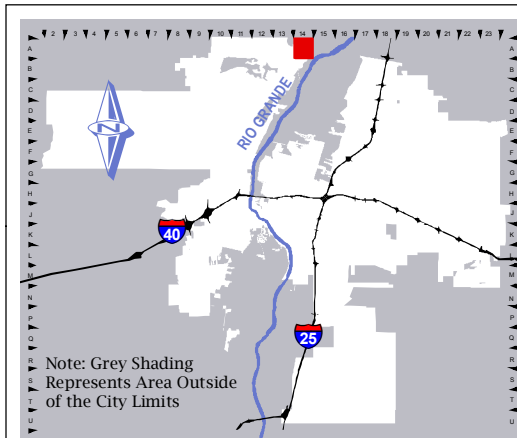 2 3 4 5 6 7 8 9 10 11 12 13 14 15 16 17 18 19 20 21 22 23
A A
B B
C C
D D
E E
F F
G G
H H
J J
K K
L L
M M
N N
P P
Q Q
R R
S S
T T
U U
RIO GRANDE
N
40
25
Note: Grey Shading
Represents Area Outside
of the City Limits